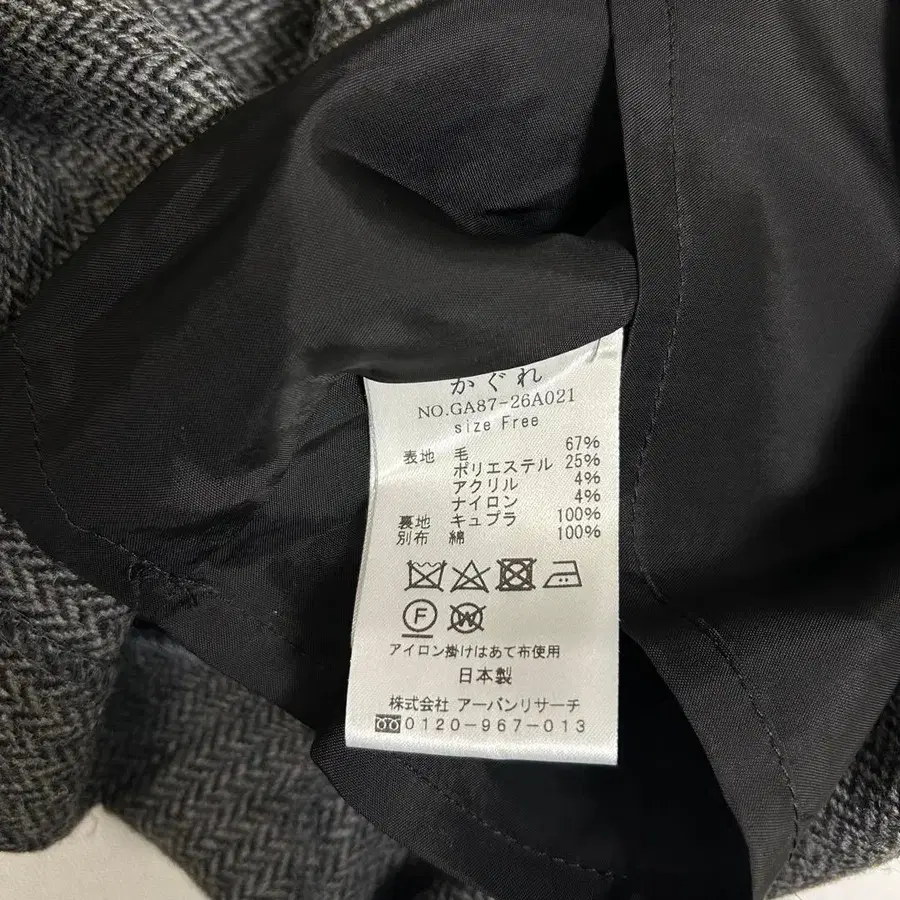 かぐれ
NO.GA87-26A021
size Free
表地 毛 67%
ポリエステル 25%
アクリル 4%
ナイロン 4%
裏地 キュプラ 100%
別布 綿 100%
F W
アイロン掛けはあて布使用
日本製
株式会社 アーバンリサーチ
0120-967-013